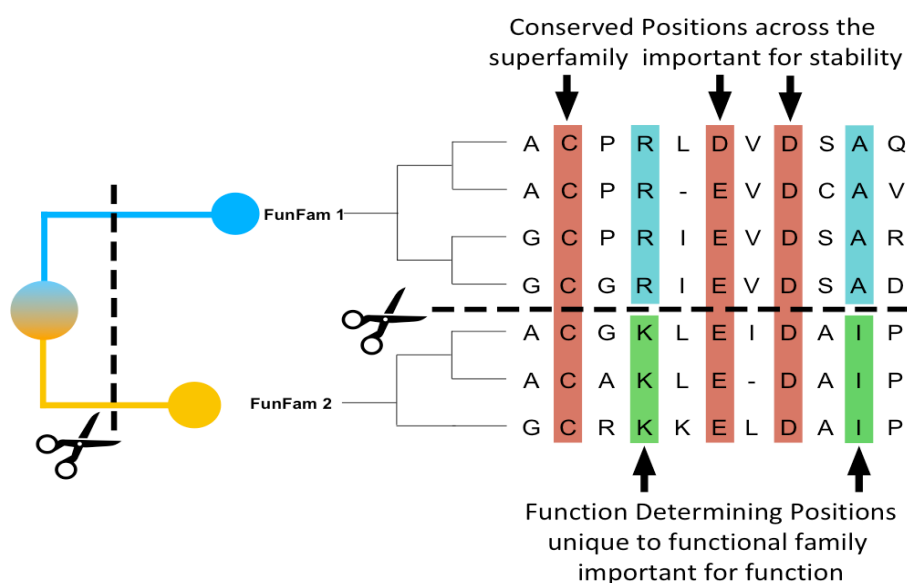 Conserved Positions across the
superfamily important for stability
A C P R L D V D S A Q
A C P R - E V D C A V
FunFam 1
G C P R I E V D S A R
G C G R I E V D S A D
A C G K L E I D A I P
A C A K L E - D A I P
FunFam 2
G C R K K E L D A I P
Function Determining Positions
unique to functional family
important for function